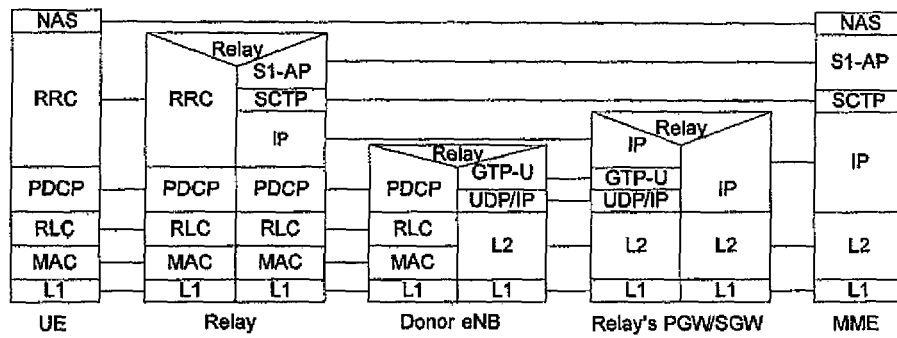 NAS NAS
Relay
S1-AP S1-AP
RRC RRC SCTP SCTP
Relay
IP IP IP
Relay
GTP-U GTP-U
PDCP PDCP PDCP PDCP IP
UDP/IP UDP/IP
RLC RLC RLC RLC
L2 L2 L2 L2
MAC MAC MAC MAC
L1 L1 L1 L1 L1 L1 L1 L1
UE Relay Donor eNB Relay's PGW/SGW MME